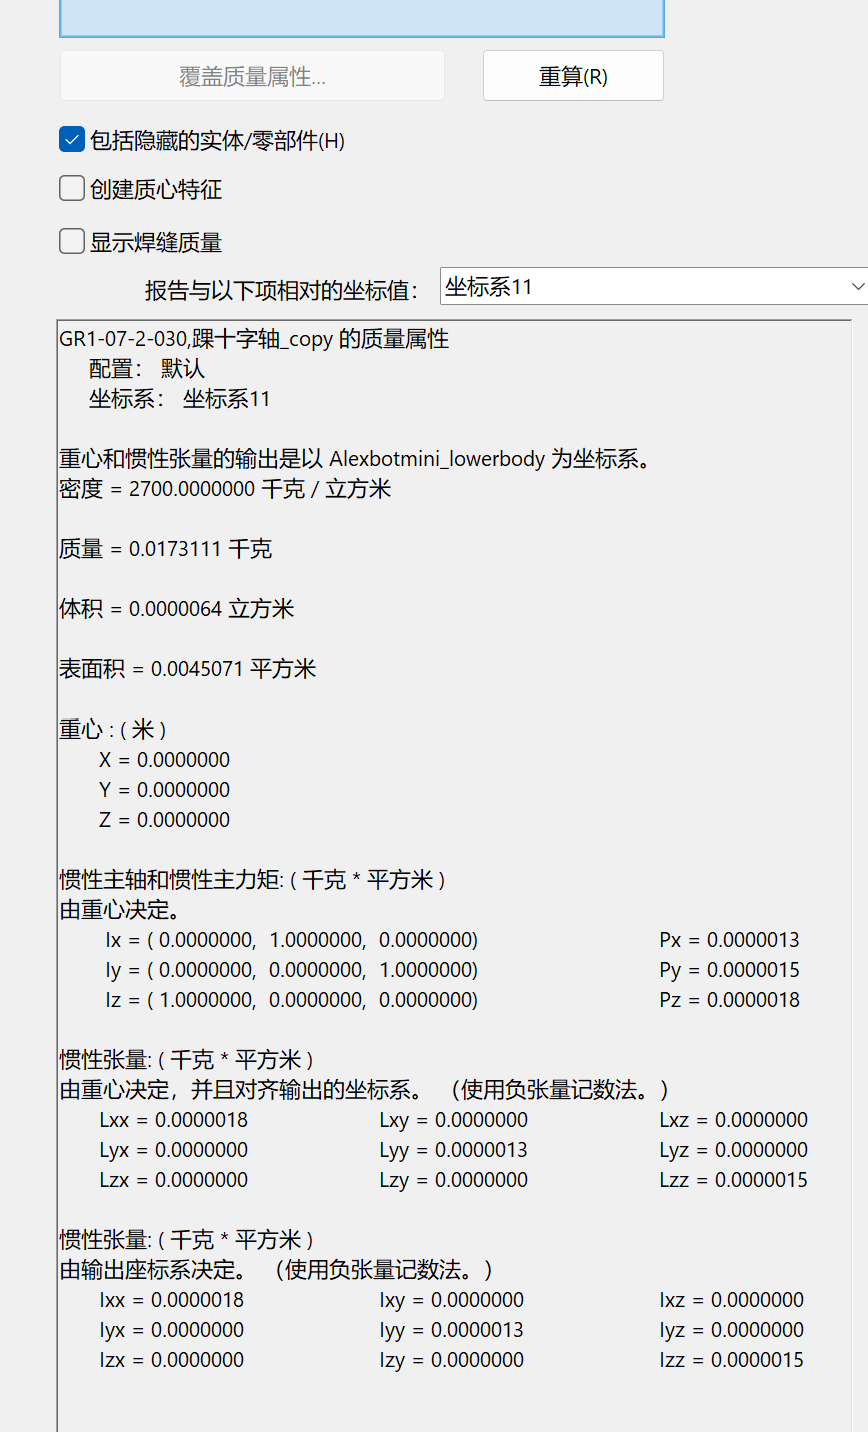 覆盖质量属性...
重算(R)
包括隐藏的实体/零部件(H)
创建质心特征
显示焊缝质量
报告与以下项相对的坐标值： 坐标系11
GR1-07-2-030,踝十字轴_copy 的质量属性
配置： 默认
坐标系： 坐标系11
重心和惯性张量的输出是以 Alexbotmini_lowerbody 为坐标系。
密度 = 2700.0000000 千克 / 立方米
质量 = 0.0173111 千克
体积 = 0.0000064 立方米
表面积 = 0.0045071 平方米
重心 : ( 米 )
X = 0.0000000
Y = 0.0000000
Z = 0.0000000
惯性主轴和惯性主力矩: ( 千克 * 平方米 )
由重心决定。
Ix = ( 0.0000000, 1.0000000, 0.0000000) Px = 0.0000013
Iy = ( 0.0000000, 0.0000000, 1.0000000) Py = 0.0000015
Iz = ( 1.0000000, 0.0000000, 0.0000000) Pz = 0.0000018
惯性张量: ( 千克 * 平方米 )
由重心决定，并且对齐输出的坐标系。 （使用负张量记数法。）
Lxx = 0.0000018 Lxy = 0.0000000 Lxz = 0.0000000
Lyx = 0.0000000 Lyy = 0.0000013 Lyz = 0.0000000
Lzx = 0.0000000 Lzy = 0.0000000 Lzz = 0.0000015
惯性张量: ( 千克 * 平方米 )
由输出座标系决定。 （使用负张量记数法。）
Ixx = 0.0000018 Ixy = 0.0000000 Ixz = 0.0000000
Iyx = 0.0000000 Iyy = 0.0000013 Iyz = 0.0000000
Izx = 0.0000000 Izy = 0.0000000 Izz = 0.0000015